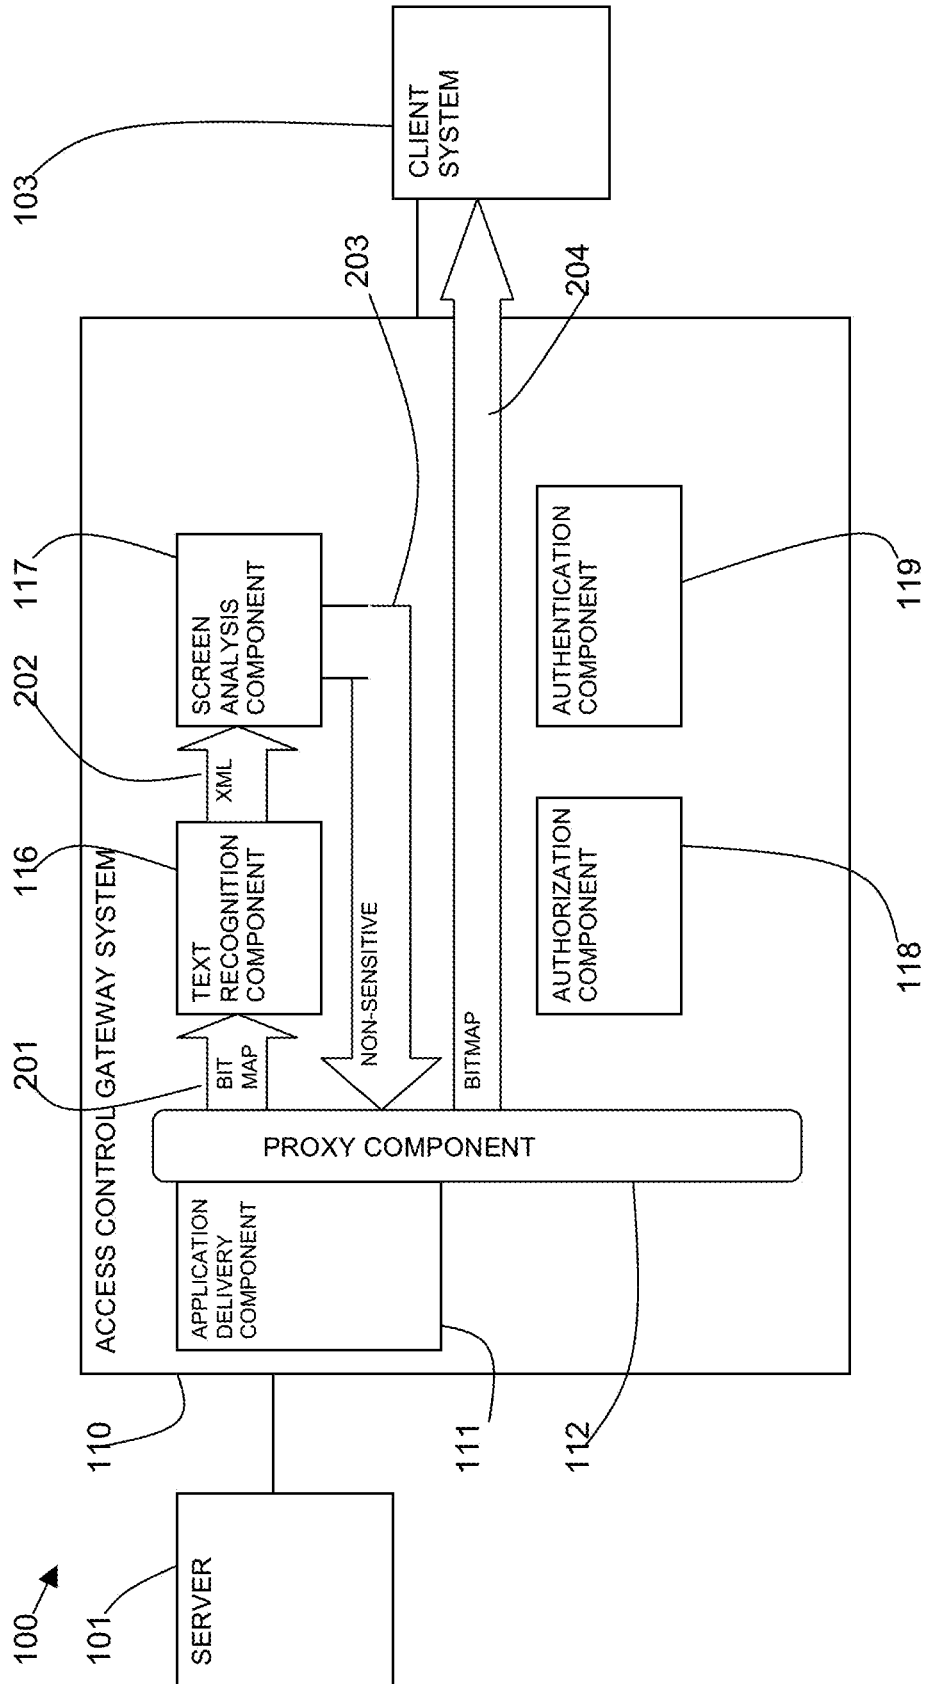 100
101
SERVER
110
ACCESS CONTROL GATEWAY SYSTEM
111
APPLICATION
DELIVERY
COMPONENT
112
PROXY COMPONENT
201
BIT
MAP
116
TEXT
RECOGNITION
COMPONENT
202
XML
117
SCREEN
ANALYSIS
COMPONENT
NON-SENSITIVE
203
BITMAP
204
118
AUTHORIZATION
COMPONENT
119
AUTHENTICATION
COMPONENT
103
CLIENT
SYSTEM